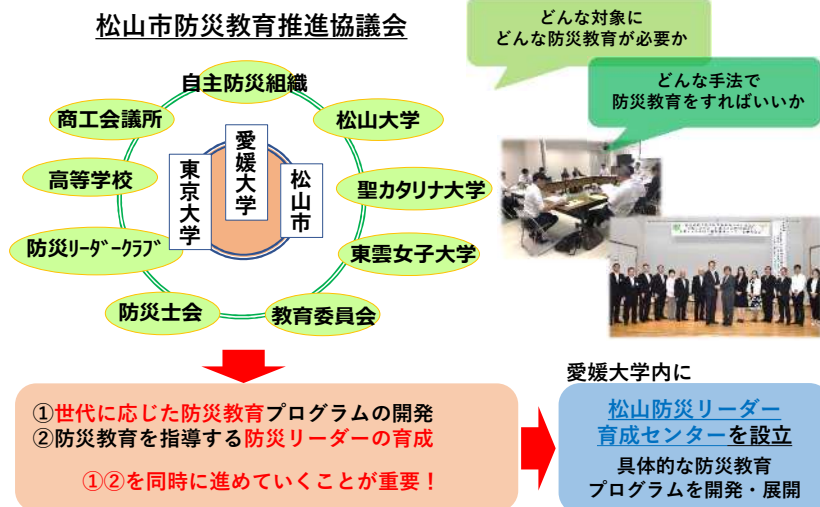 松山市防災教育推進協議会
どんな対象に
どんな防災教育が必要か
どんな手法で
防災教育をすればいいか
自主防災組織
商工会議所
松山大学
高等学校
聖カタリナ大学
防災ﾘｰﾀﾞｰｸﾗﾌﾞ
東雲女子大学
防災士会
教育委員会
東京大学
愛媛大学
松山市
①世代に応じた防災教育プログラムの開発
②防災教育を指導する防災リーダーの育成
①②を同時に進めていくことが重要！
愛媛大学内に
松山防災リーダー
育成センターを設立
具体的な防災教育
プログラムを開発・展開